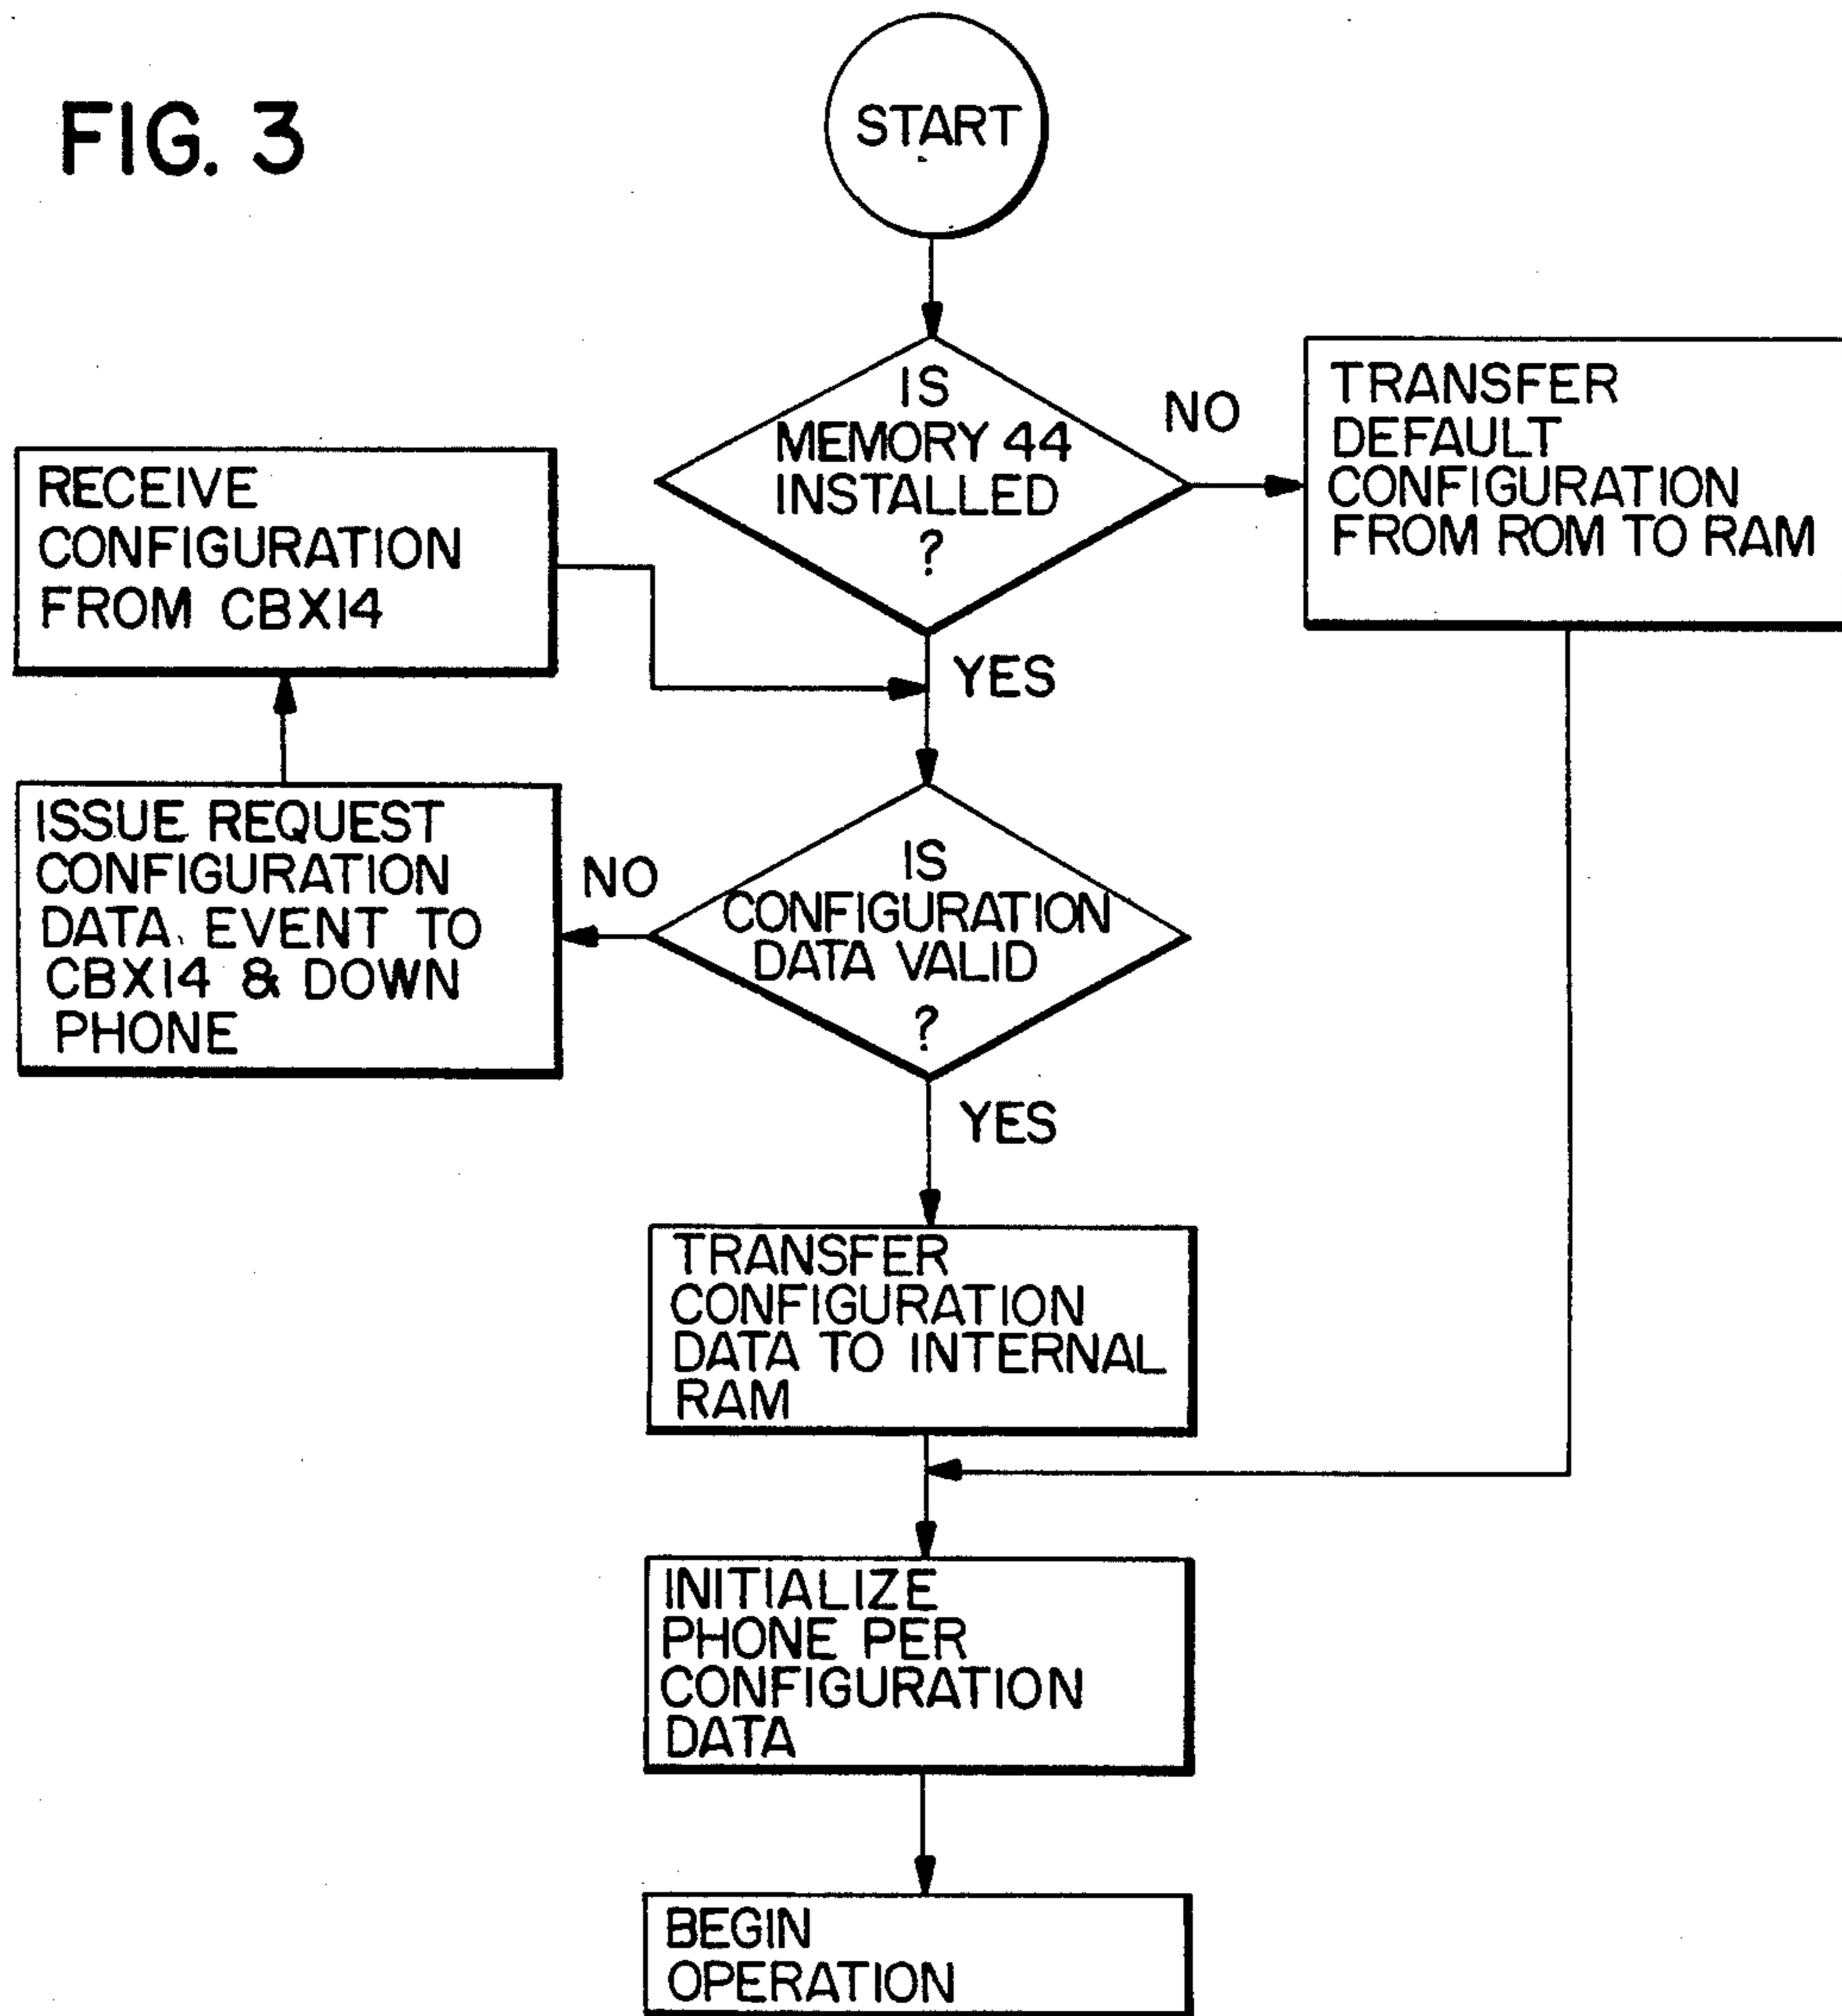 FIG. 3
START
IS
MEMORY 44
INSTALLED
?
NO
TRANSFER
DEFAULT
CONFIGURATION
FROM ROM TO RAM
RECEIVE
CONFIGURATION
FROM CBX14
YES
ISSUE REQUEST
CONFIGURATION
DATA EVENT TO
CBX14 & DOWN
PHONE
NO
IS
CONFIGURATION
DATA VALID
?
YES
TRANSFER
CONFIGURATION
DATA TO INTERNAL
RAM
INITIALIZE
PHONE PER
CONFIGURATION
DATA
BEGIN
OPERATION